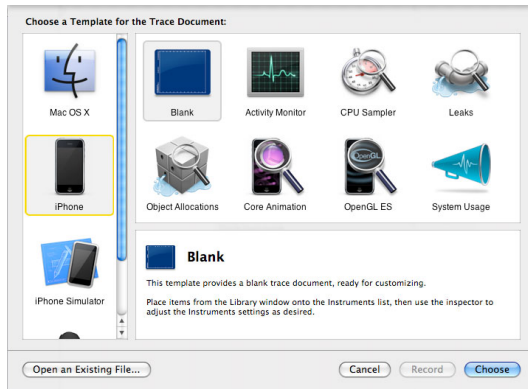 Choose a Template for the Trace Document:
Mac OS X
iPhone
iPhone Simulator
Blank
Activity Monitor
CPU Sampler
Leaks
Object Allocations
Core Animation
OpenGL
OpenGL ES
System Usage
Blank
This template provides a blank trace document, ready for customizing.
Place items from the Library window onto the Instruments list, then use the inspector to
adjust the Instruments settings as desired.
Open an Existing File...
Cancel
Record
Choose